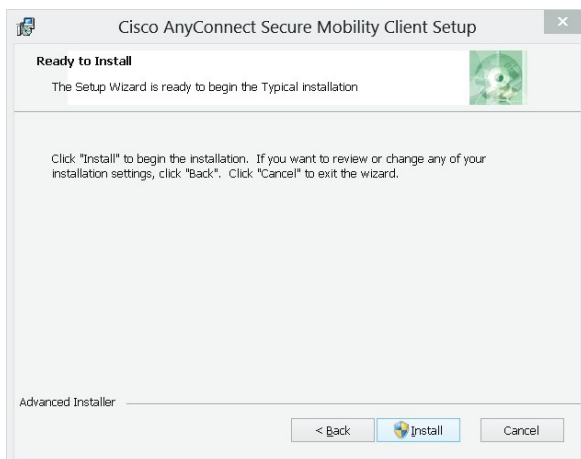 Cisco AnyConnect Secure Mobility Client Setup
Ready to Install
The Setup Wizard is ready to begin the Typical installation
Click "Install" to begin the installation. If you want to review or change any of your
installation settings, click "Back". Click "Cancel" to exit the wizard.
Advanced Installer
< Back
Install
Cancel